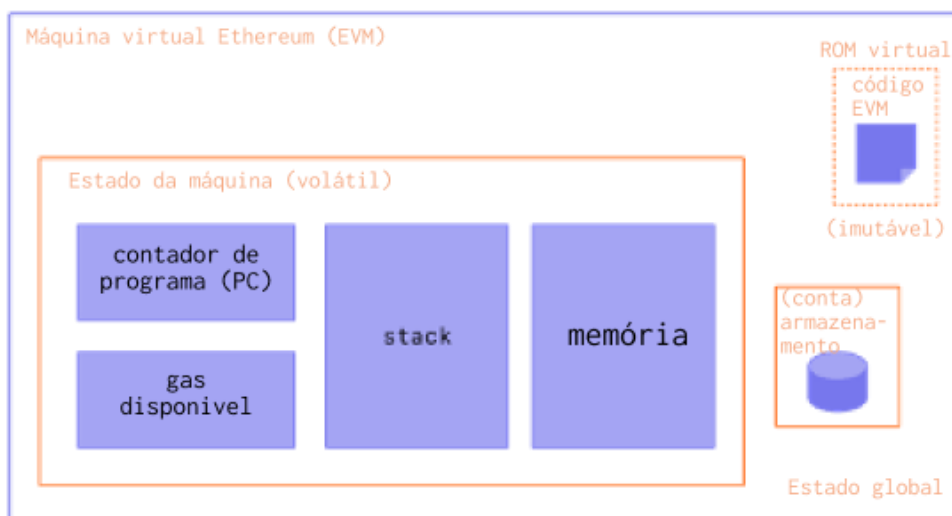 Máquina virtual Ethereum (EVM)
ROM virtual
código
EVM
(imutável)
Estado da máquina (volátil)
contador de
programa (PC)
gas
disponivel
stack
memória
(conta)
armazena-
mento
Estado global